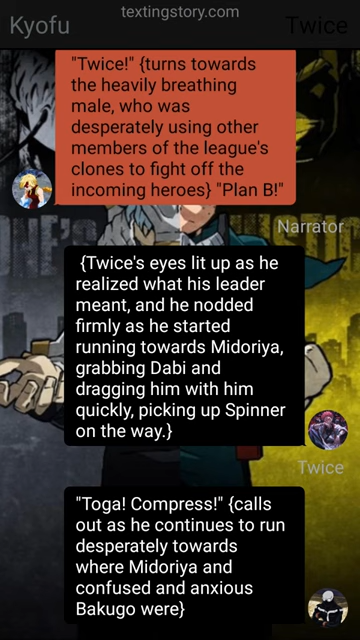 textingstory.com
Kyofu
Twice
"Twice!" {turns towards
the heavily breathing
male, who was
desperately using other
members of the league's
clones to fight off the
incoming heroes} "Plan B!"
Narrator
{Twice's eyes lit up as he
realized what his leader
meant, and he nodded
firmly as he started
running towards Midoriya,
grabbing Dabi and
dragging him with him
quickly, picking up Spinner
on the way.}
Twice
"Toga! Compress!" {calls
out as he continues to run
desperately towards
where Midoriya and
confused and anxious
Bakugo were}